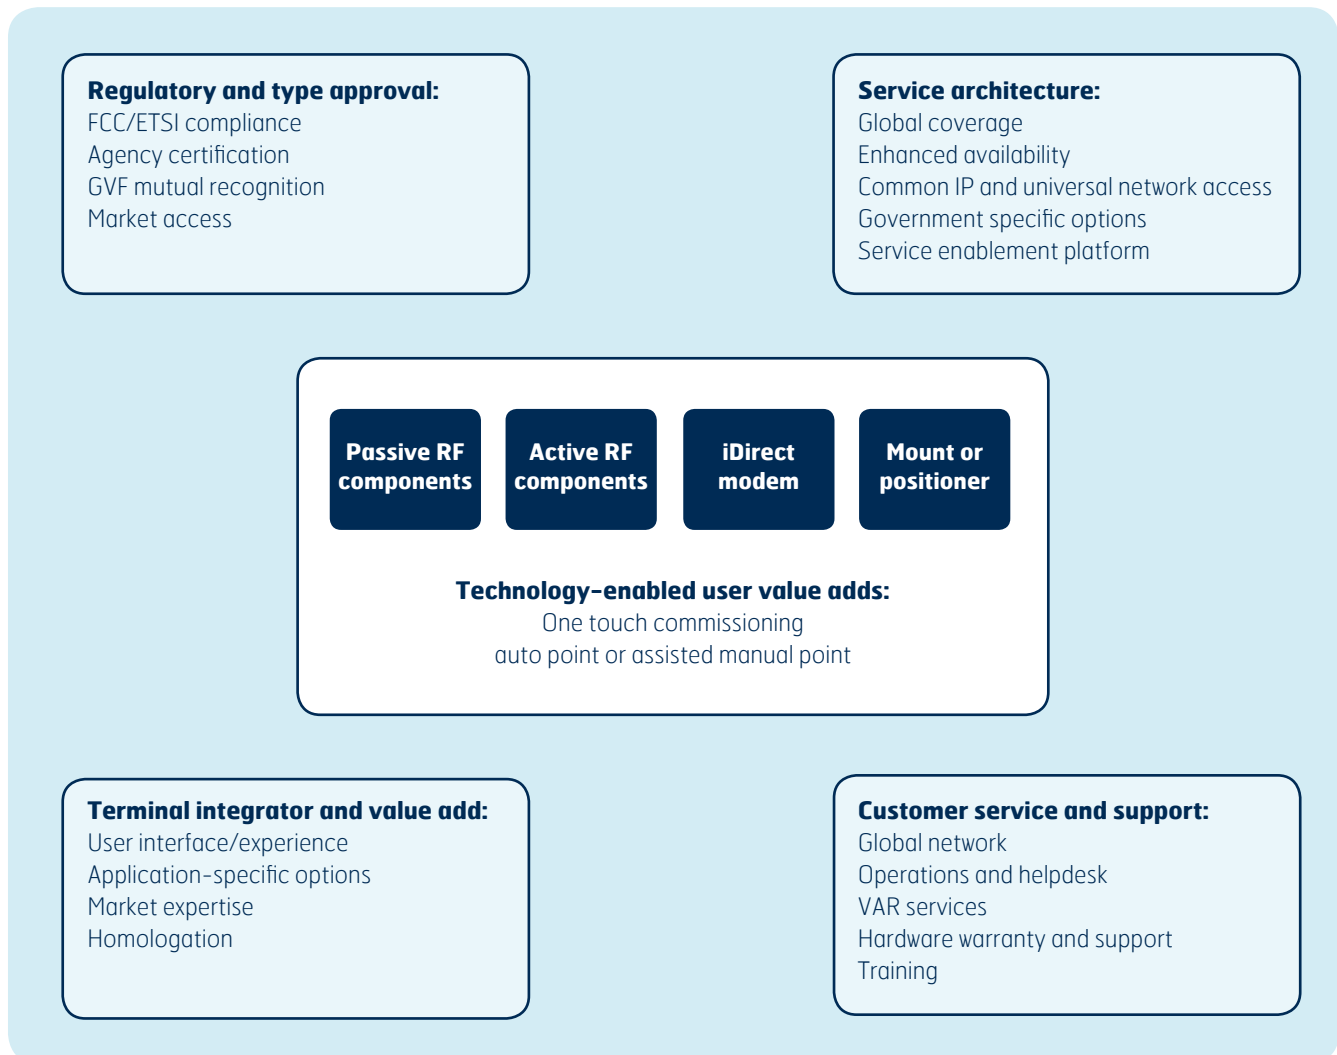 Regulatory and type approval:
FCC/ETSI compliance
Agency certification
GVF mutual recognition
Market access
Service architecture:
Global coverage
Enhanced availability
Common IP and universal network access
Government specific options
Service enablement platform
Passive RF
components
Active RF
components
iDirect
modem
Mount or
positioner
Technology-enabled user value adds:
One touch commissioning
auto point or assisted manual point
Terminal integrator and value add:
User interface/experience
Application-specific options
Market expertise
Homologation
Customer service and support:
Global network
Operations and helpdesk
VAR services
Hardware warranty and support
Training